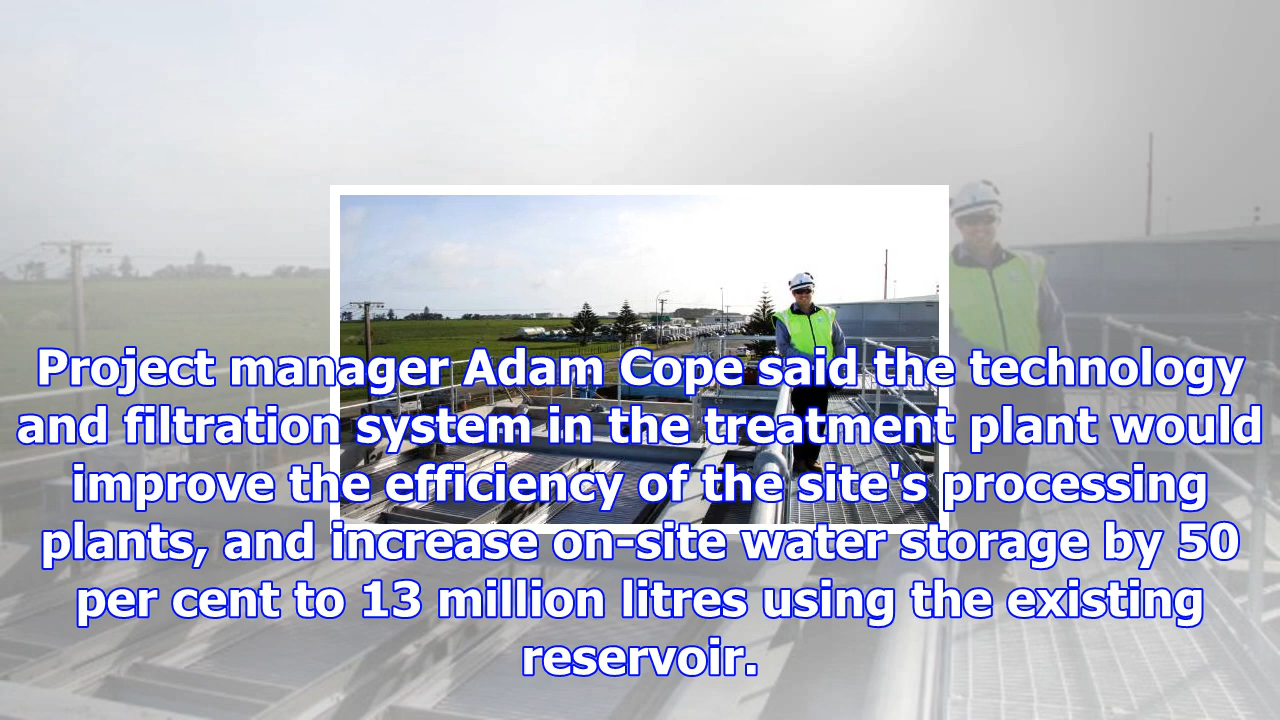 Project manager Adam Cope said the technology
and filtration system in the treatment plant would
improve the efficiency of the site's processing
plants, and increase on-site water storage by 50
per cent to 13 million litres using the existing
reservoir.